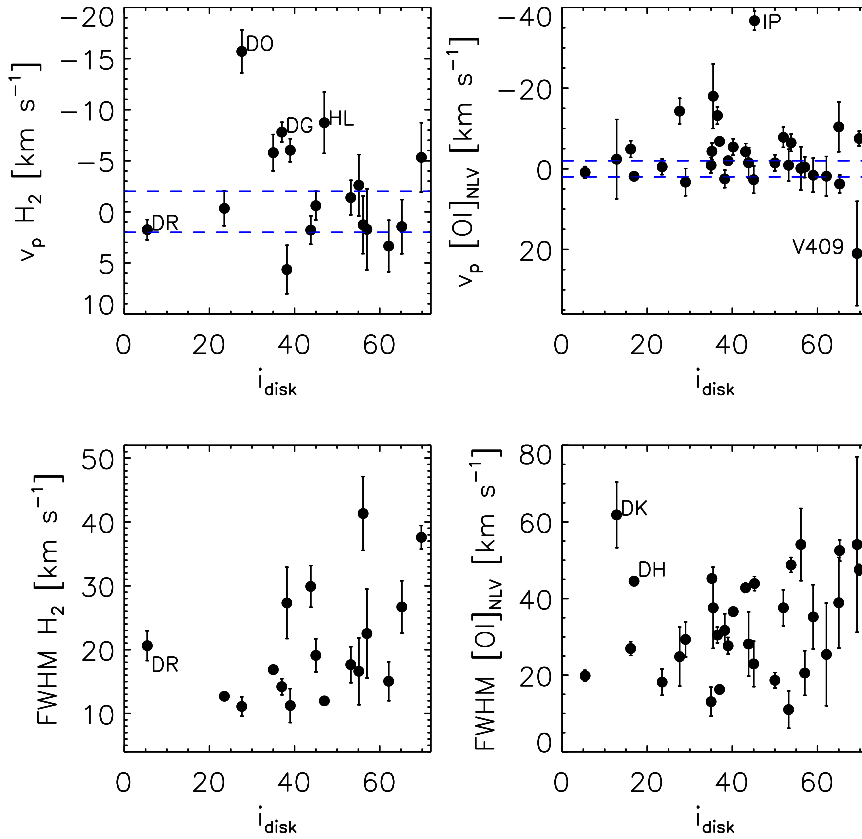 v_p H_2 [km s^-1]
−20
−15
−10
−5
0
5
10
DO
DG
HL
DR
0 20 40 60
i_disk
v_p [OI]_NLV [km s^-1]
−40
−20
0
20
IP
V409
0 20 40 60
i_disk
FWHM H_2 [km s^-1]
50
40
30
20
10
DR
0 20 40 60
i_disk
FWHM [OI]_NLV [km s^-1]
80
60
40
20
0
DK
DH
0 20 40 60
i_disk